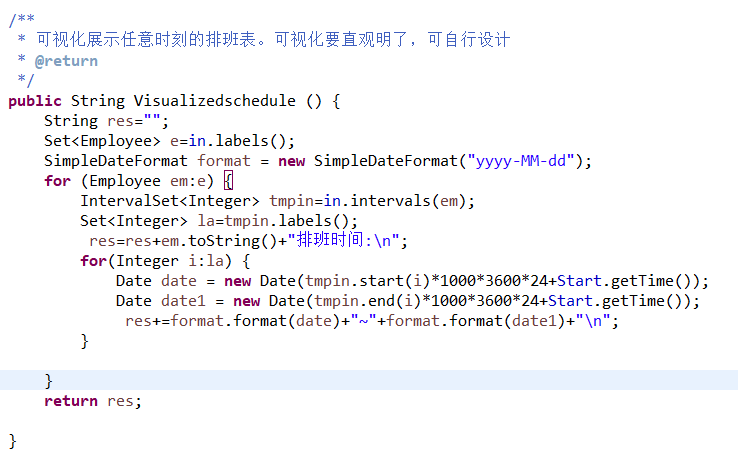 /**
 * 可视化展示任意时刻的排班表。可视化要直观明了，可自行设计
 * @return
 */
public String Visualizedschedule () {
    String res="";
    Set<Employee> e=in.labels();
    SimpleDateFormat format = new SimpleDateFormat("yyyy-MM-dd");
    for (Employee em:e) {
        IntervalSet<Integer> tmpin=in.intervals(em);
        Set<Integer> la=tmpin.labels();
         res=res+em.toString()+"排班时间:\n";
        for(Integer i:la) {
            Date date = new Date(tmpin.start(i)*1000*3600*24+Start.getTime());
            Date date1 = new Date(tmpin.end(i)*1000*3600*24+Start.getTime());
             res+=format.format(date)+"~"+format.format(date1)+"\n";
        }
    }
    return res;
}